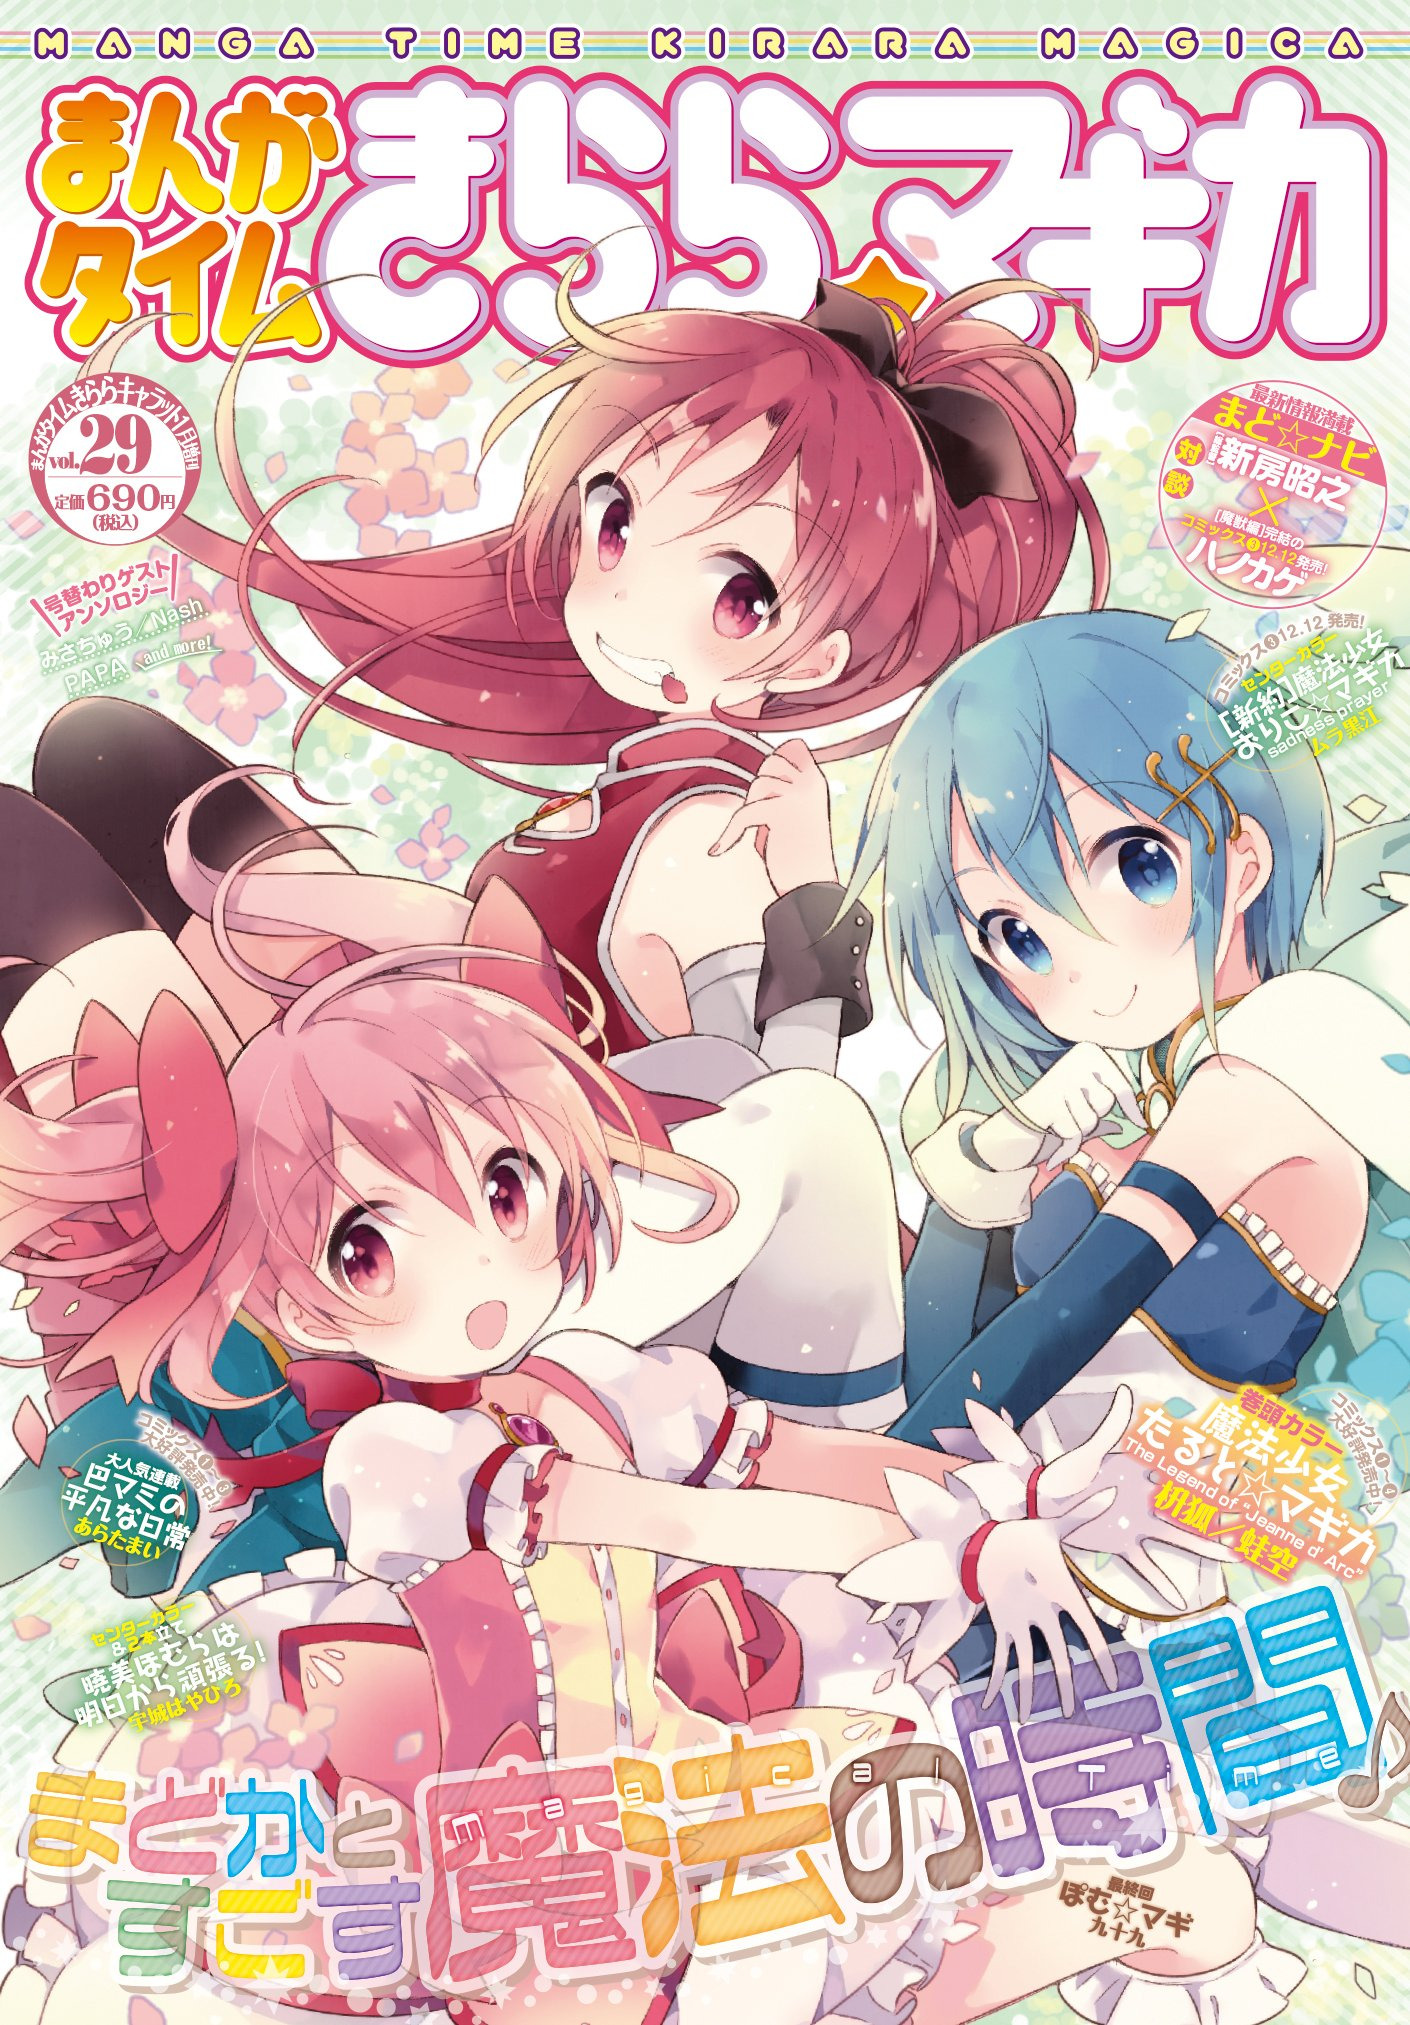 MANGA TIME KIRARA MAGICA
まんが
タイム
きらら☆マギカ
まんがタイムきららキャラット1月増刊
vol.29
定価690円
(税込)
号替わりゲスト
アンソロジー
みさちゅう/Nash
PAPA and more!
最新情報満載
まど☆ナビ
対談
新房昭之
×
[魔獣編]完結の
コミックス③12.12発売!
ハノカゲ
コミックス③12.12発売!
センターカラー
[新約]魔法少女
おりこ☆マギカ
sadness prayer
ムラ黒江
コミックス①~④
大好評発売中!
巻頭カラー
魔法少女
たると☆マギカ
The Legend of "Jeanne d' Arc"
枡狐/蛙空
コミックス①~③
大好評発売中!
大人気連載
巴マミの
平凡な日常
あらたまい
センターカラー
&2本立て
暁美ほむらは
明日から頑張る!
宇城はやひろ
まどかと
すごす
魔法の時間♪
Magical Time
最終回
ぽむ☆マギ
九十九